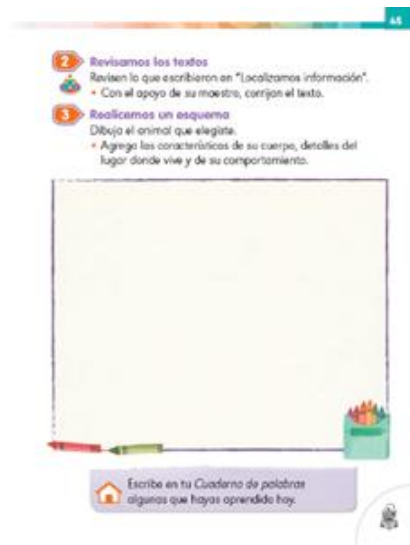 45
2 Revisamos los textos
Revisen lo que escribieron en "Localizamos información".
• Con el apoyo de su maestro, corrijan el texto.
3 Realicemos un esquema
Dibuja el animal que elegiste.
• Agrega las características de su cuerpo, detalles del
lugar donde vive y de su comportamiento.
Escribe en tu Cuaderno de palabras
algunas que hayas aprendido hoy.